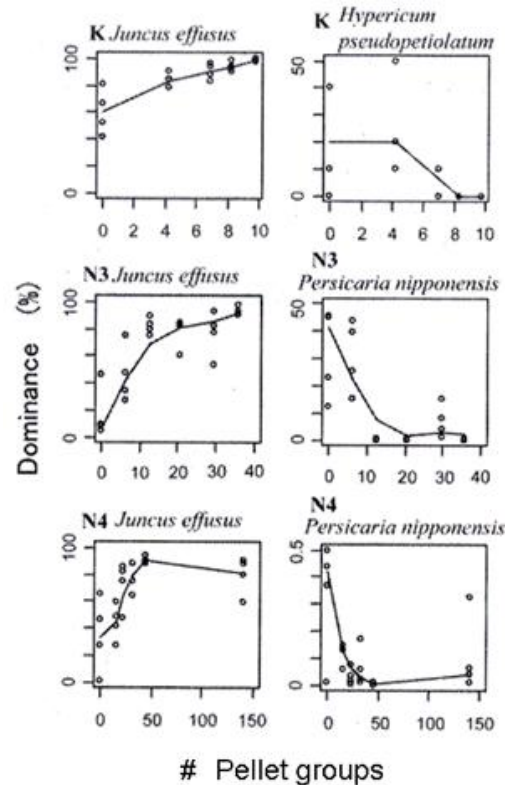 K Juncus effusus
K Hypericum
pseudopetiolatum
100
0
0 2 4 6 8 10
50
0
0 2 4 6 8 10
N3 Juncus effusus
N3
Persicaria nipponensis
100
0
0 10 20 30 40
50
0
0 10 20 30 40
N4 Juncus effusus
N4
Persicaria nipponensis
100
0
0 50 100 150
0.5
0
0 50 100 150
Dominance (%)
# Pellet groups